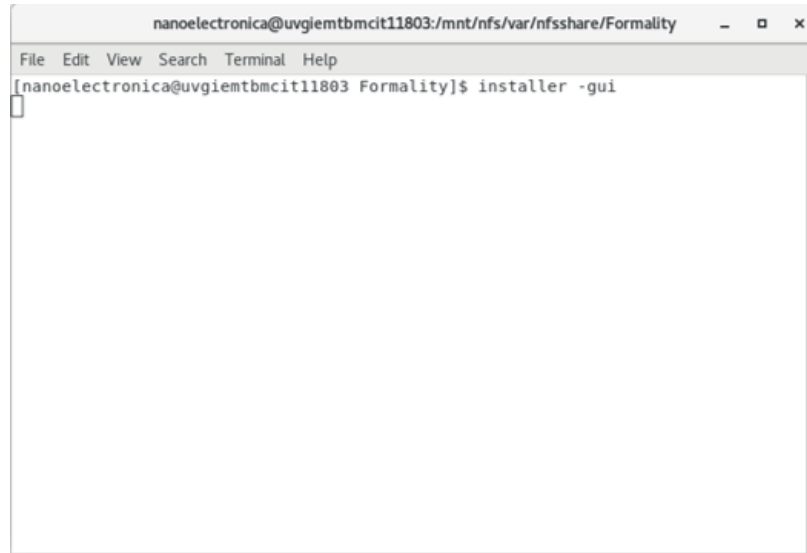 nanoelectronica@uvgiemtbmcit11803:/mnt/nfs/var/nfsshare/Formality
File Edit View Search Terminal Help
[nanoelectronica@uvgiemtbmcit11803 Formality]$ installer -gui